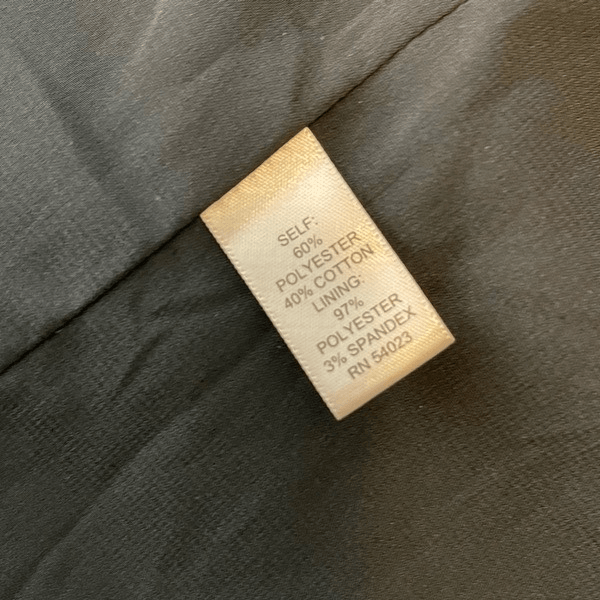 SELF:
60%
POLYESTER
40% COTTON
LINING:
97%
POLYESTER
3% SPANDEX
RN 54023